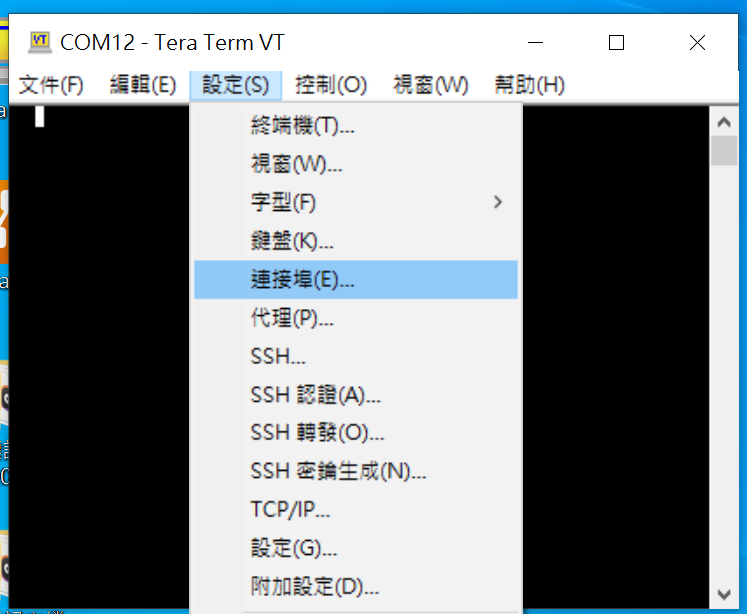 COM12 - Tera Term VT
文件(F) 編輯(E) 設定(S) 控制(O) 視窗(W) 幫助(H)
終端機(T)...
視窗(W)...
字型(F)
鍵盤(K)...
連接埠(E)...
代理(P)...
SSH...
SSH 認證(A)...
SSH 轉發(O)...
SSH 密鑰生成(N)...
TCP/IP...
設定(G)...
附加設定(D)...